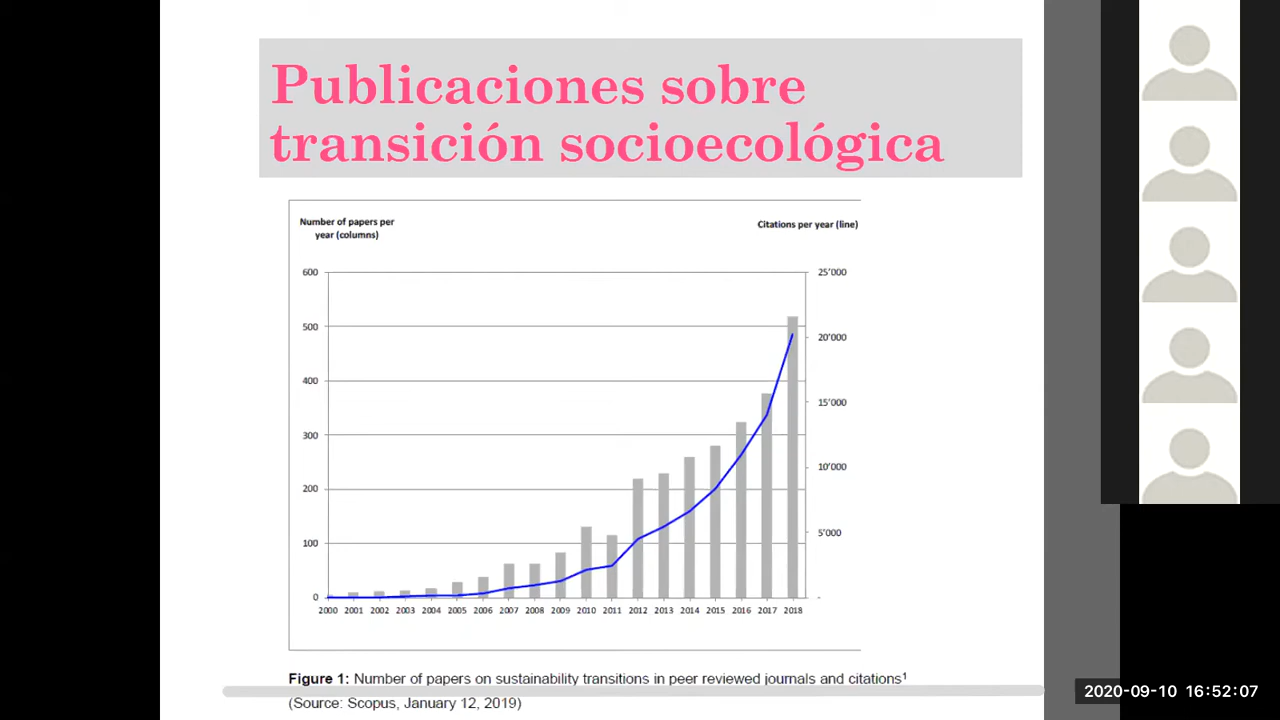 Publicaciones sobre
transición socioecológica
Number of papers per
year (columns)
Citations per year (line)
600
500
400
300
200
100
0
25'000
20'000
15'000
10'000
5'000
-
2000 2001 2002 2003 2004 2005 2006 2007 2008 2009 2010 2011 2012 2013 2014 2015 2016 2017 2018
Figure 1: Number of papers on sustainability transitions in peer reviewed journals and citations¹
(Source: Scopus, January 12, 2019)
2020-09-10 16:52:07